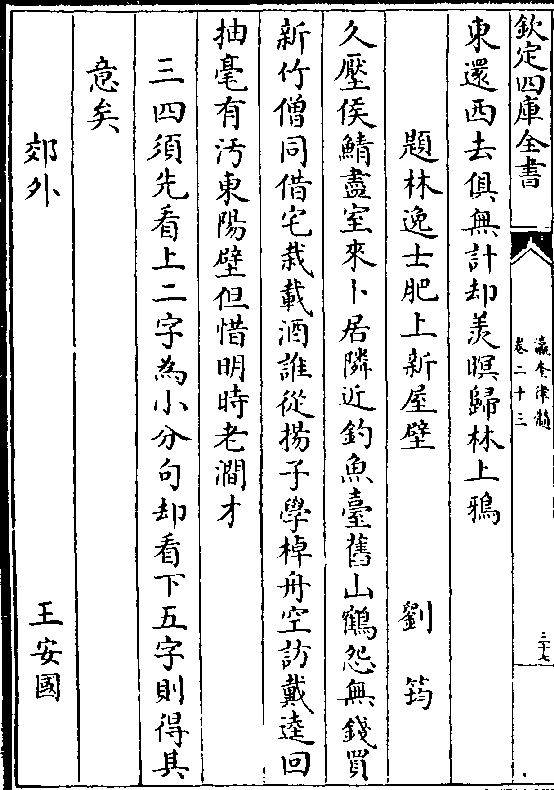 欽定四庫全書
瀛奎律髓
卷二十三
三十七
東還西去俱無計却羡暝歸林上鴉
題林逸士肥上新屋壁 劉筠
久壓侯鯖盡室來卜居隣近釣魚臺舊山鶴怨無錢買
新竹僧同借宅栽載酒誰從揚子學棹舟空訪戴逵回
抽毫有汚東陽壁但惜明時老澗才
三四須先看上二字為小分句却看下五字則得其
意矣
郊外 王安國